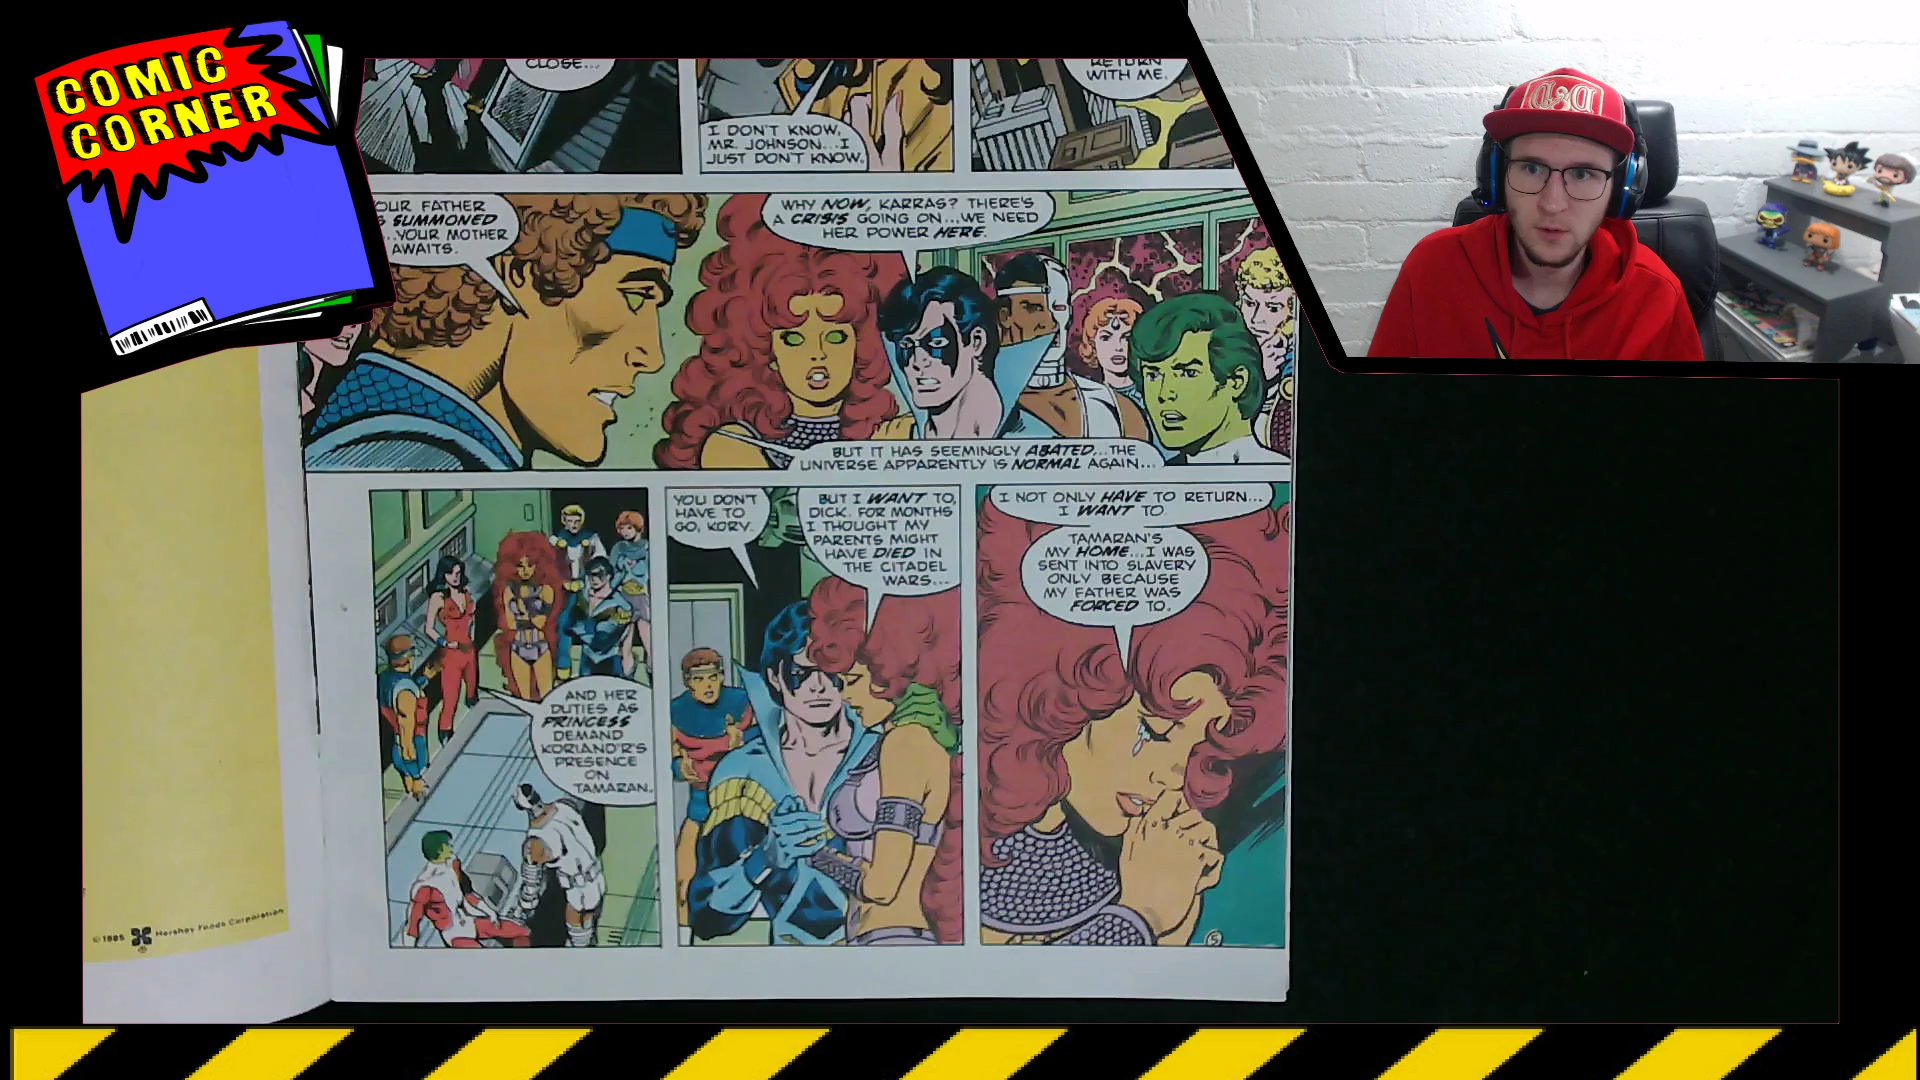 COMIC
CORNER
CLOSE...
I DON'T KNOW,
MR. JOHNSON...I
JUST DON'T KNOW.
RETURN
WITH ME.
OUR FATHER
SUMMONED
...YOUR MOTHER
AWAITS.
WHY NOW, KARRAS? THERE'S
A CRISIS GOING ON...WE NEED
HER POWER HERE.
BUT IT HAS SEEMINGLY ABATED...THE
UNIVERSE APPARENTLY IS NORMAL AGAIN...
AND HER
DUTIES AS
PRINCESS
DEMAND
KORIAND'R'S
PRESENCE
ON
TAMARAN.
YOU DON'T
HAVE TO
GO, KORY.
BUT I WANT TO,
DICK. FOR MONTHS
I THOUGHT MY
PARENTS MIGHT
HAVE DIED IN
THE CITADEL
WARS...
I NOT ONLY HAVE TO RETURN...
I WANT TO.
TAMARAN'S
MY HOME...I WAS
SENT INTO SLAVERY
ONLY BECAUSE
MY FATHER WAS
FORCED TO.
5
© 1985 Hershey Foods Corporation